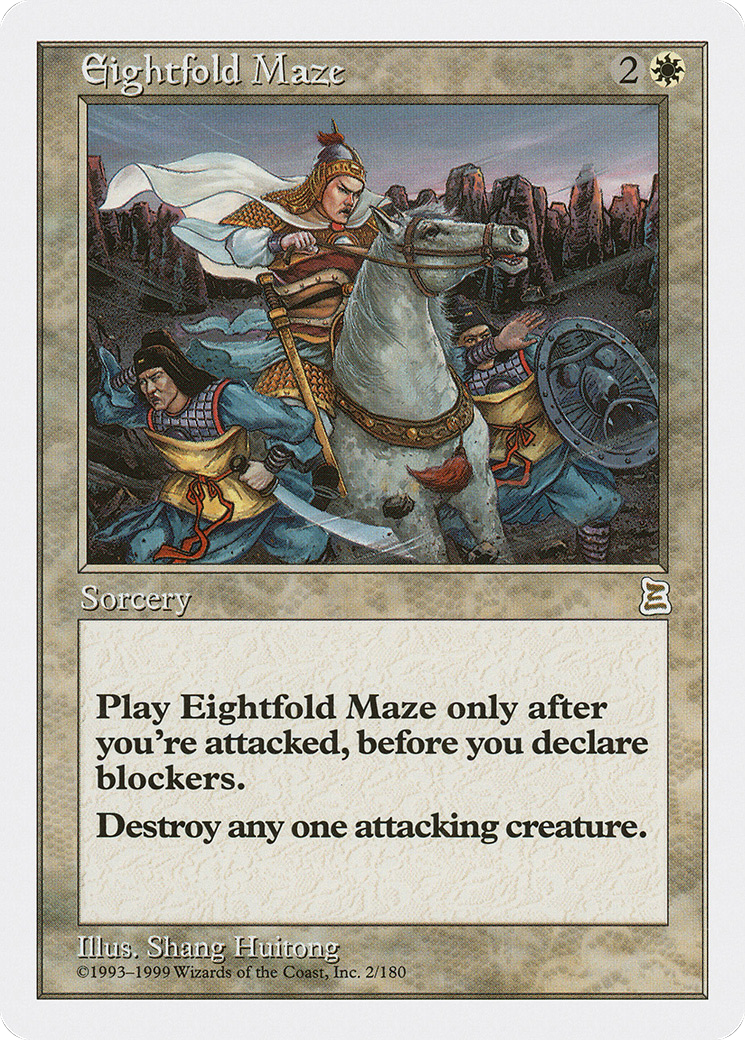 Eightfold Maze
2
Sorcery
Play Eightfold Maze only after
you're attacked, before you declare
blockers.
Destroy any one attacking creature.
Illus. Shang Huitong
©1993–1999 Wizards of the Coast, Inc. 2/180